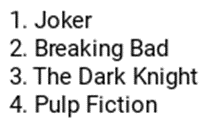 1. Joker
2. Breaking Bad
3. The Dark Knight
4. Pulp Fiction